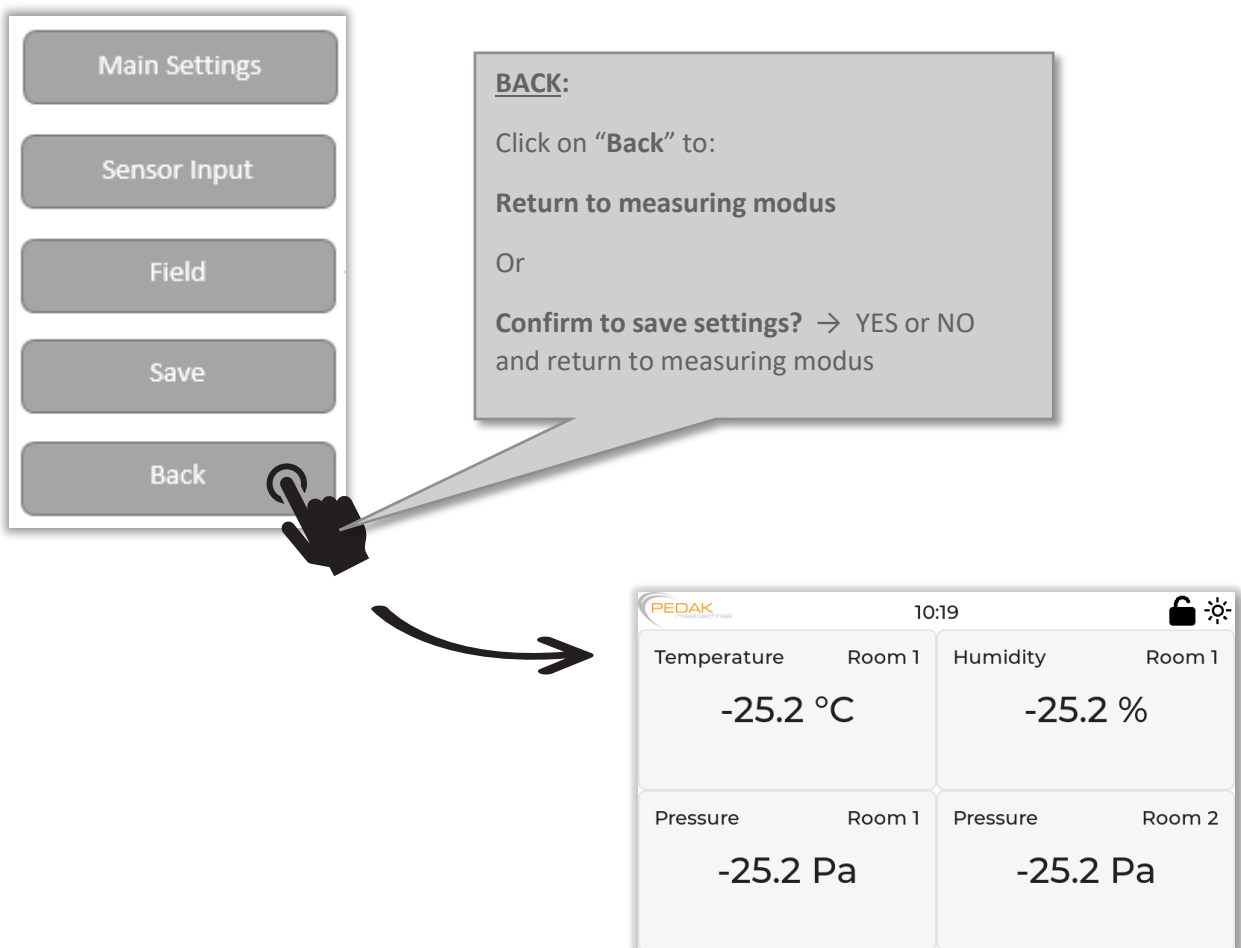 Main Settings
Sensor Input
Field
Save
Back
BACK:
Click on “Back” to:
Return to measuring modus
Or
Confirm to save settings? → YES or NO
and return to measuring modus
PEDAK
meettechniek
10:19
Temperature Room 1
-25.2 °C
Humidity Room 1
-25.2 %
Pressure Room 1
-25.2 Pa
Pressure Room 2
-25.2 Pa